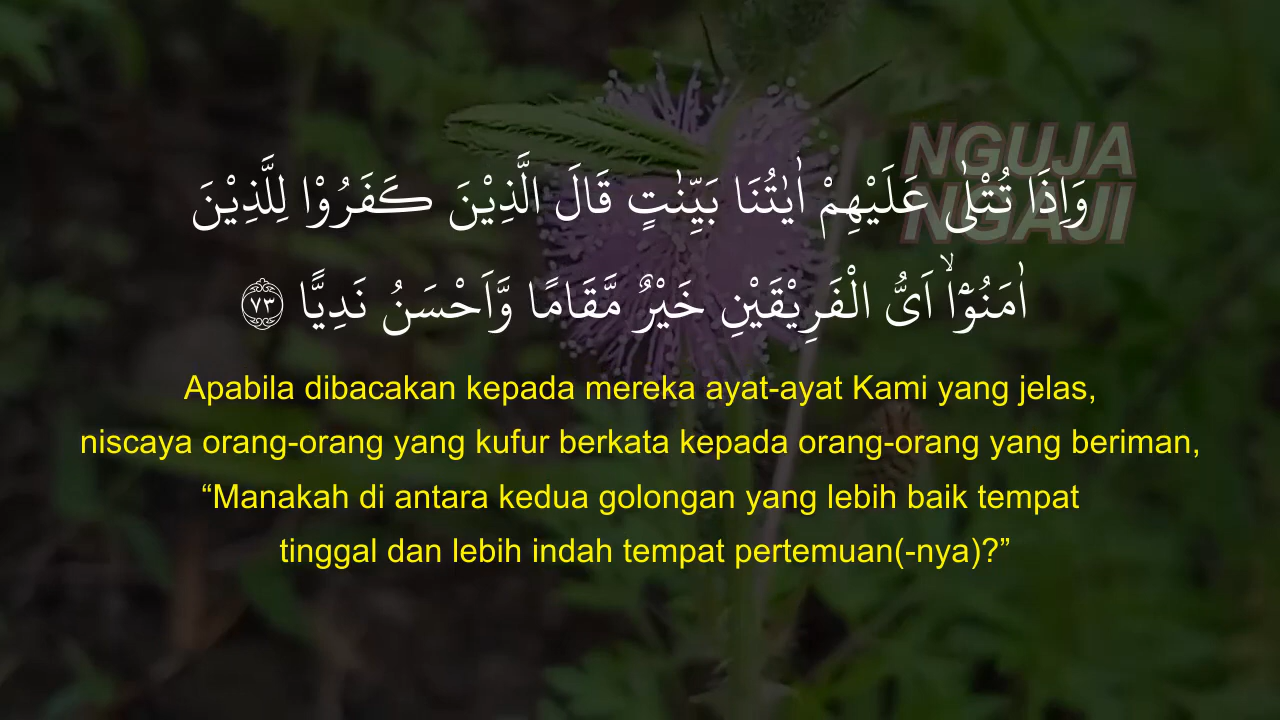 NGUJA
NGAJI
وَاِذَا تُتْلٰى عَلَيْهِمْ اٰيٰتُنَا بَيِّنٰتٍ قَالَ الَّذِيْنَ كَفَرُوْا لِلَّذِيْنَ
اٰمَنُوْٓاۙ اَيُّ الْفَرِيْقَيْنِ خَيْرٌ مَّقَامًا وَّاَحْسَنُ نَدِيًّا ۝٧٣
Apabila dibacakan kepada mereka ayat-ayat Kami yang jelas,
niscaya orang-orang yang kufur berkata kepada orang-orang yang beriman,
“Manakah di antara kedua golongan yang lebih baik tempat
tinggal dan lebih indah tempat pertemuan(-nya)?”